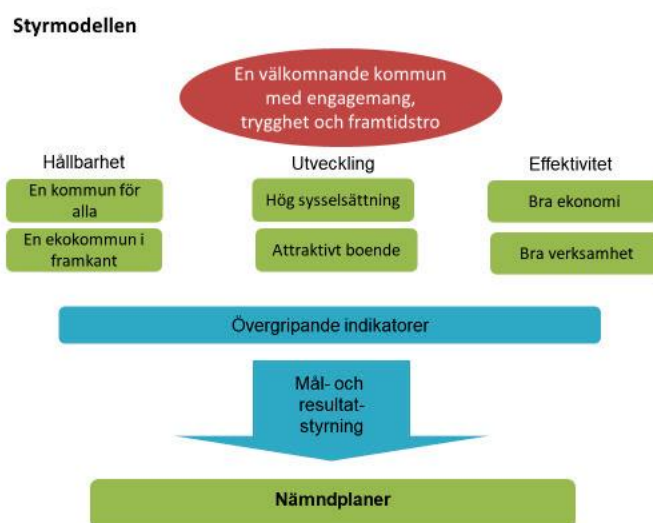 Styrmodellen
En välkomnande kommun
med engagemang,
trygghet och framtidstro
Hållbarhet
Utveckling
Effektivitet
En kommun för
alla
Hög sysselsättning
Bra ekonomi
En ekokommun i
framkant
Attraktivt boende
Bra verksamhet
Övergripande indikatorer
Mål- och
resultat-
styrning
Nämndplaner